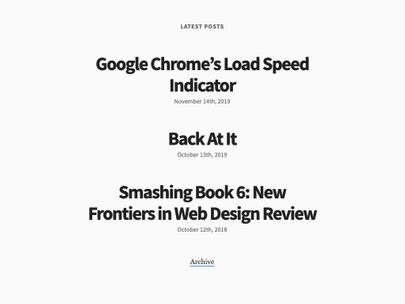 LATEST POSTS
Google Chrome’s Load Speed
Indicator
November 14th, 2019
Back At It
October 13th, 2019
Smashing Book 6: New
Frontiers in Web Design Review
October 12th, 2018
Archive